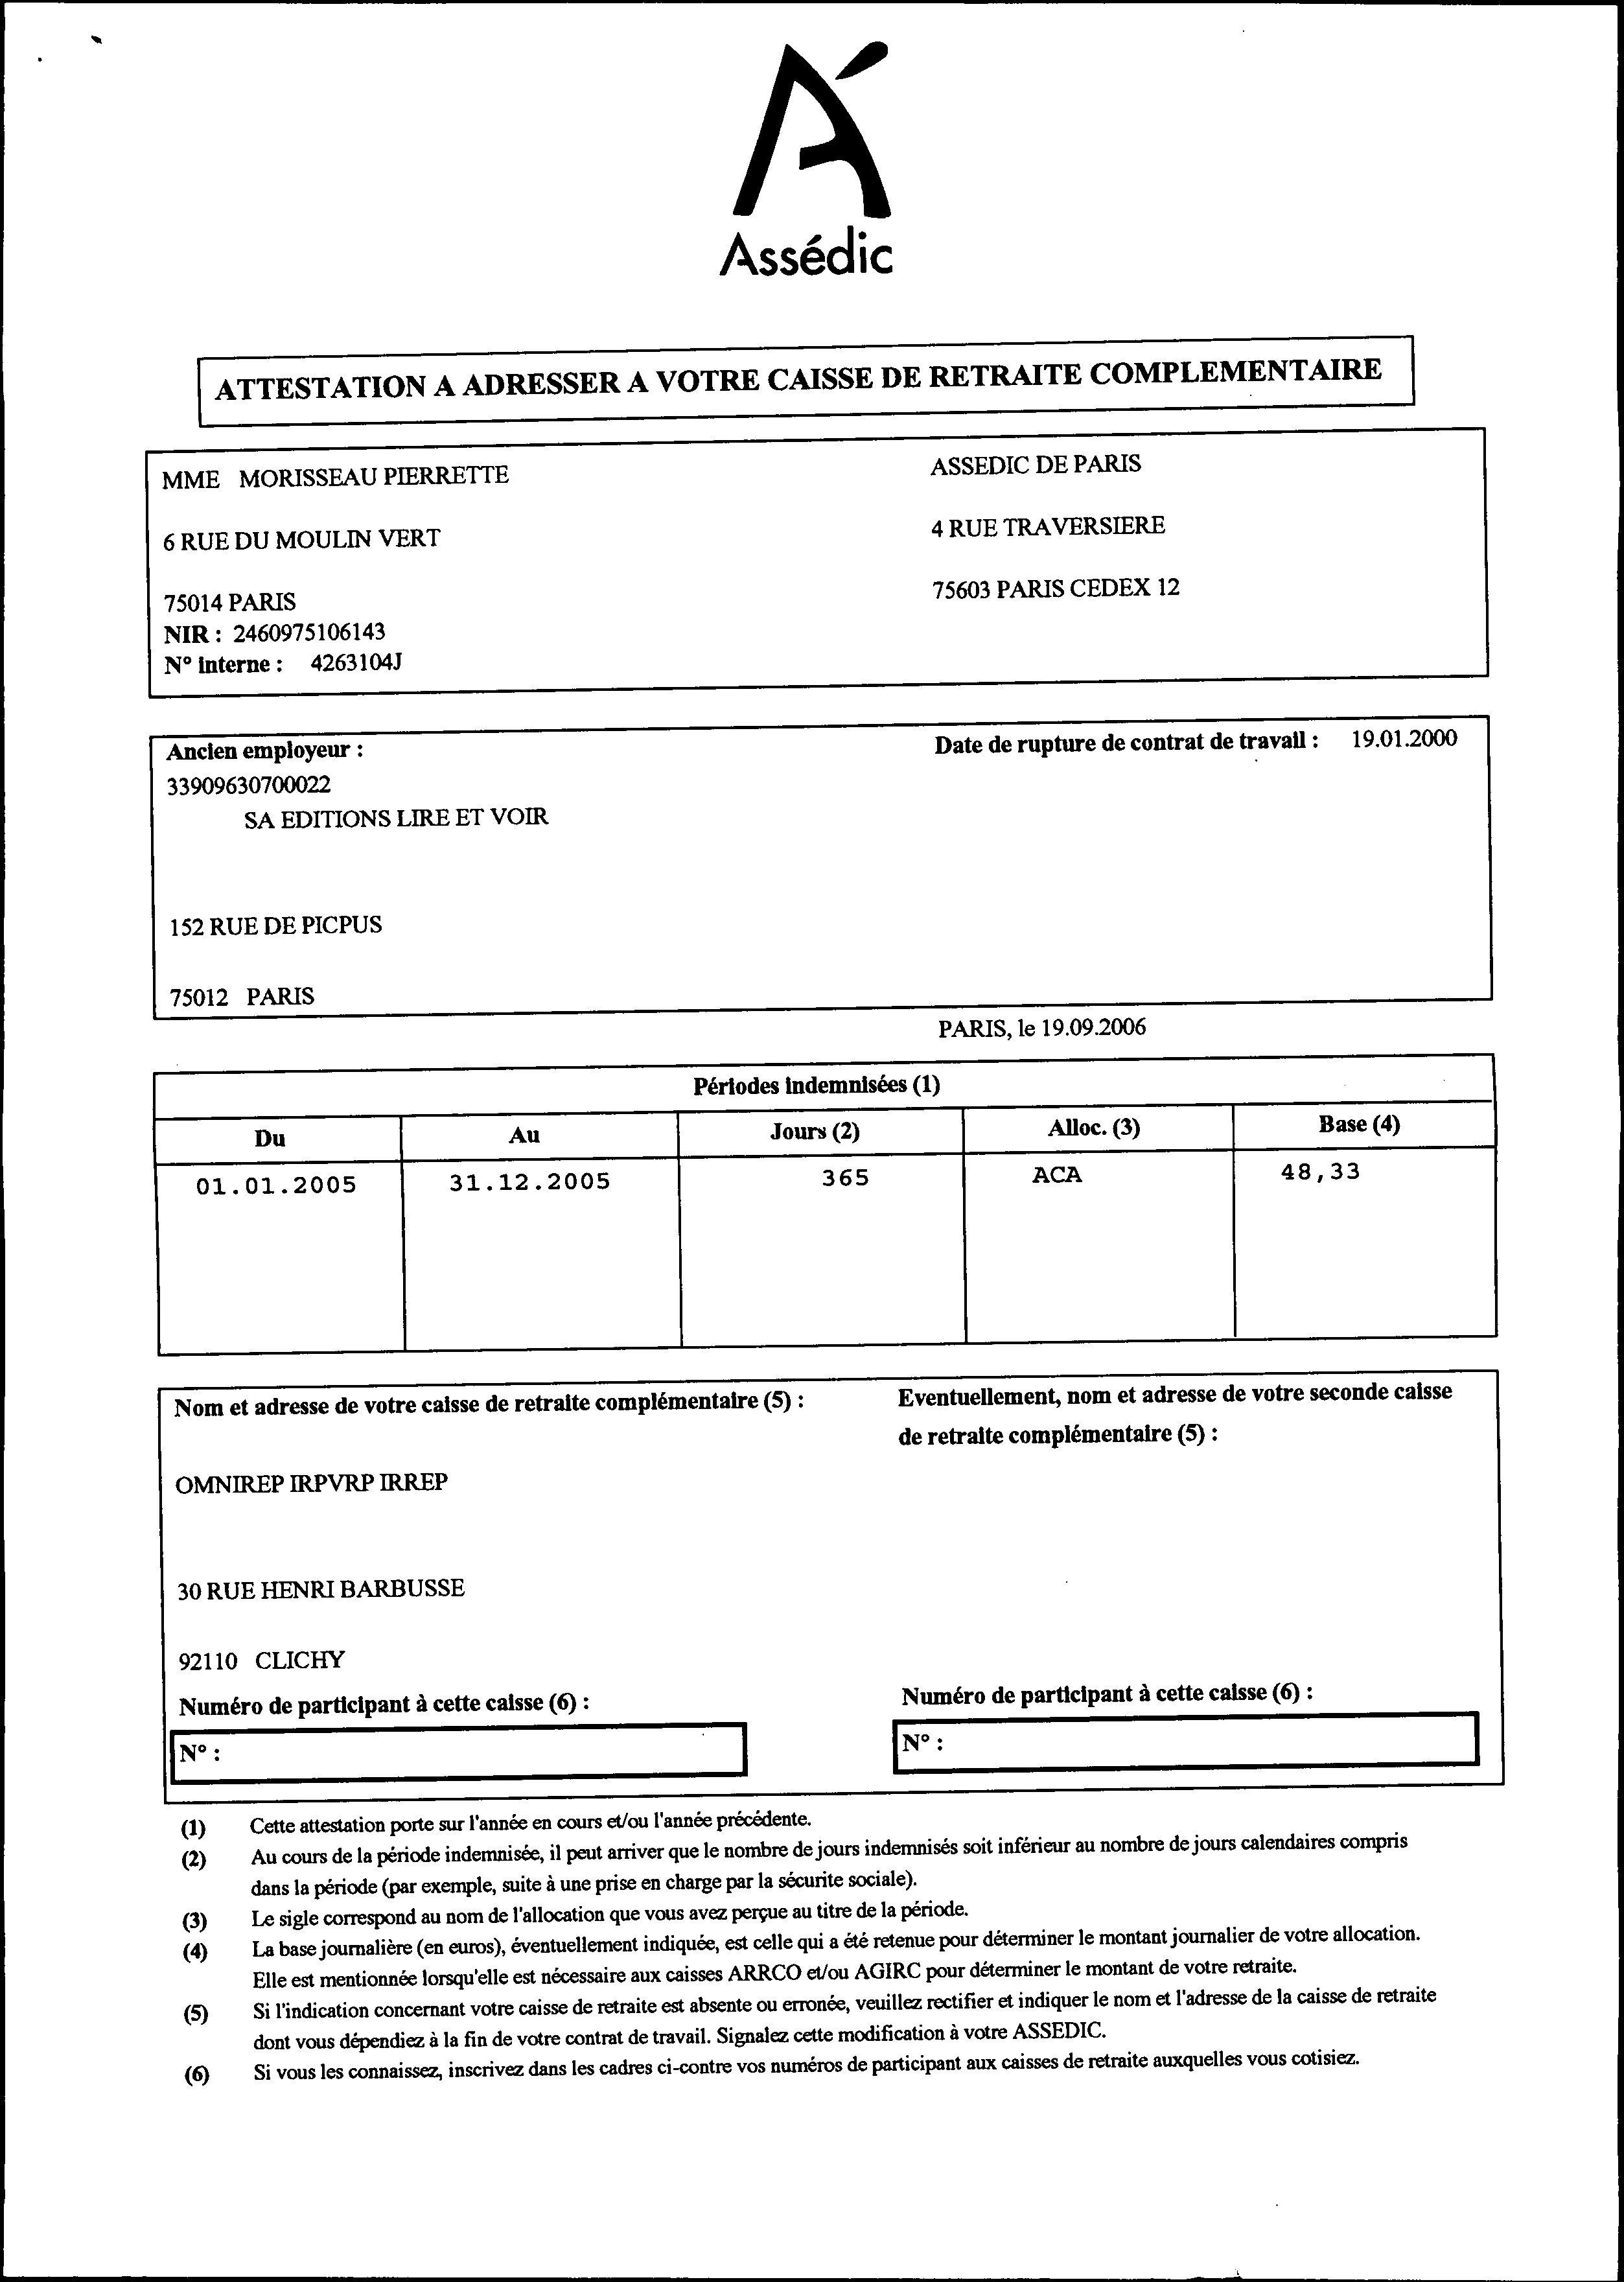 Assédic
ATTESTATION A ADRESSER A VOTRE CAISSE DE RETRAITE COMPLEMENTAIRE
MME MORISSEAU PIERRETTE
6 RUE DU MOULIN VERT
75014 PARIS
NIR : 2460975106143
N° interne : 4263104J
ASSEDIC DE PARIS
4 RUE TRAVERSIERE
75603 PARIS CEDEX 12
Ancien employeur :
33909630700022
SA EDITIONS LIRE ET VOIR
152 RUE DE PICPUS
75012 PARIS
Date de rupture de contrat de travail : 19.01.2000
PARIS, le 19.09.2006
Périodes indemnisées (1)
Du Au Jours (2) Alloc. (3) Base (4)
01.01.2005 31.12.2005 365 ACA 48,33
Nom et adresse de votre caisse de retraite complémentaire (5) :
OMNIREP IRPVRP IRREP
30 RUE HENRI BARBUSSE
92110 CLICHY
Numéro de participant à cette caisse (6) :
N° :
Eventuellement, nom et adresse de votre seconde caisse
de retraite complémentaire (5) :
Numéro de participant à cette caisse (6) :
N° :
(1) Cette attestation porte sur l'année en cours et/ou l'année précédente.
(2) Au cours de la période indemnisée, il peut arriver que le nombre de jours indemnisés soit inférieur au nombre de jours calendaires compris
dans la période (par exemple, suite à une prise en charge par la sécurite sociale).
(3) Le sigle correspond au nom de l'allocation que vous avez perçue au titre de la période.
(4) La base journalière (en euros), éventuellement indiquée, est celle qui a été retenue pour déterminer le montant journalier de votre allocation.
Elle est mentionnée lorsqu'elle est nécessaire aux caisses ARRCO et/ou AGIRC pour déterminer le montant de votre retraite.
(5) Si l'indication concernant votre caisse de retraite est absente ou erronée, veuillez rectifier et indiquer le nom et l'adresse de la caisse de retraite
dont vous dépendiez à la fin de votre contrat de travail. Signalez cette modification à votre ASSEDIC.
(6) Si vous les connaissez, inscrivez dans les cadres ci-contre vos numéros de participant aux caisses de retraite auxquelles vous cotisiez.